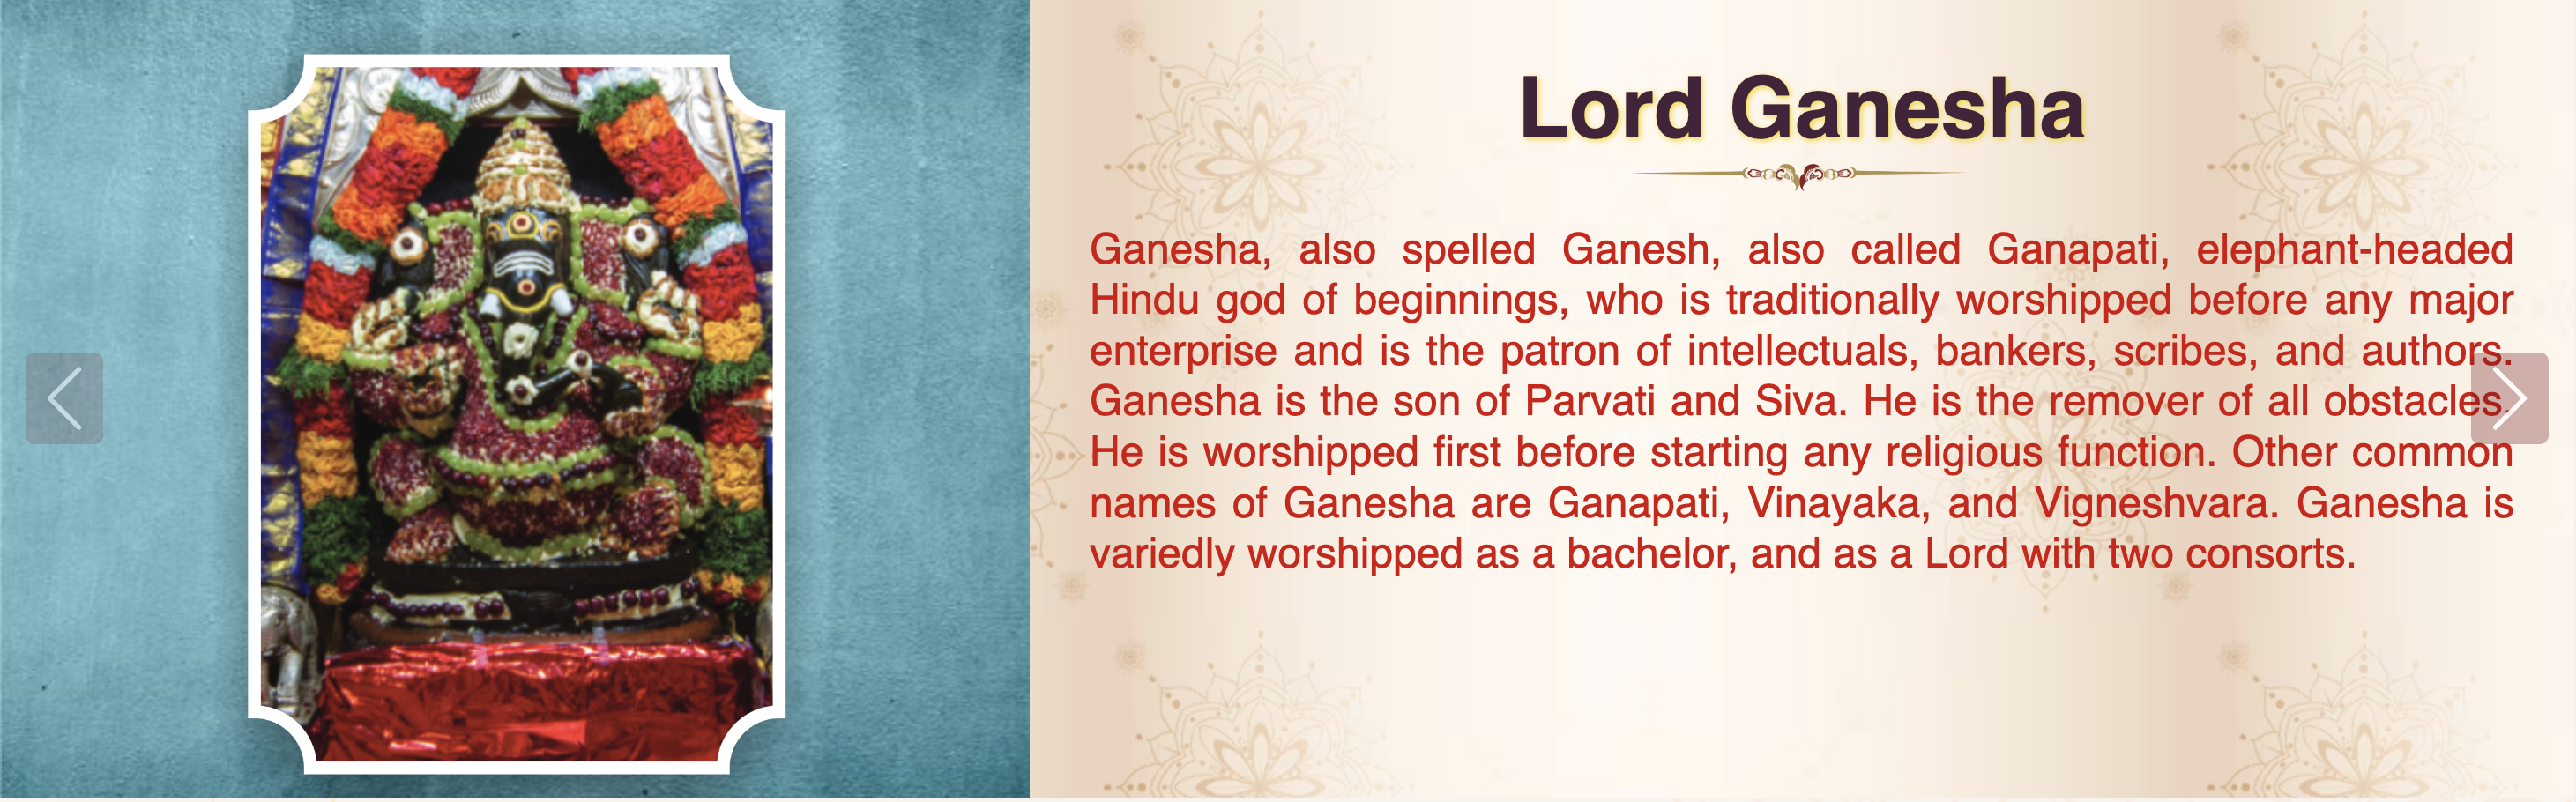 Lord Ganesha
Ganesha, also spelled Ganesh, also called Ganapati, elephant-headed
Hindu god of beginnings, who is traditionally worshipped before any major
enterprise and is the patron of intellectuals, bankers, scribes, and authors.
Ganesha is the son of Parvati and Siva. He is the remover of all obstacles.
He is worshipped first before starting any religious function. Other common
names of Ganesha are Ganapati, Vinayaka, and Vigneshvara. Ganesha is
variedly worshipped as a bachelor, and as a Lord with two consorts.